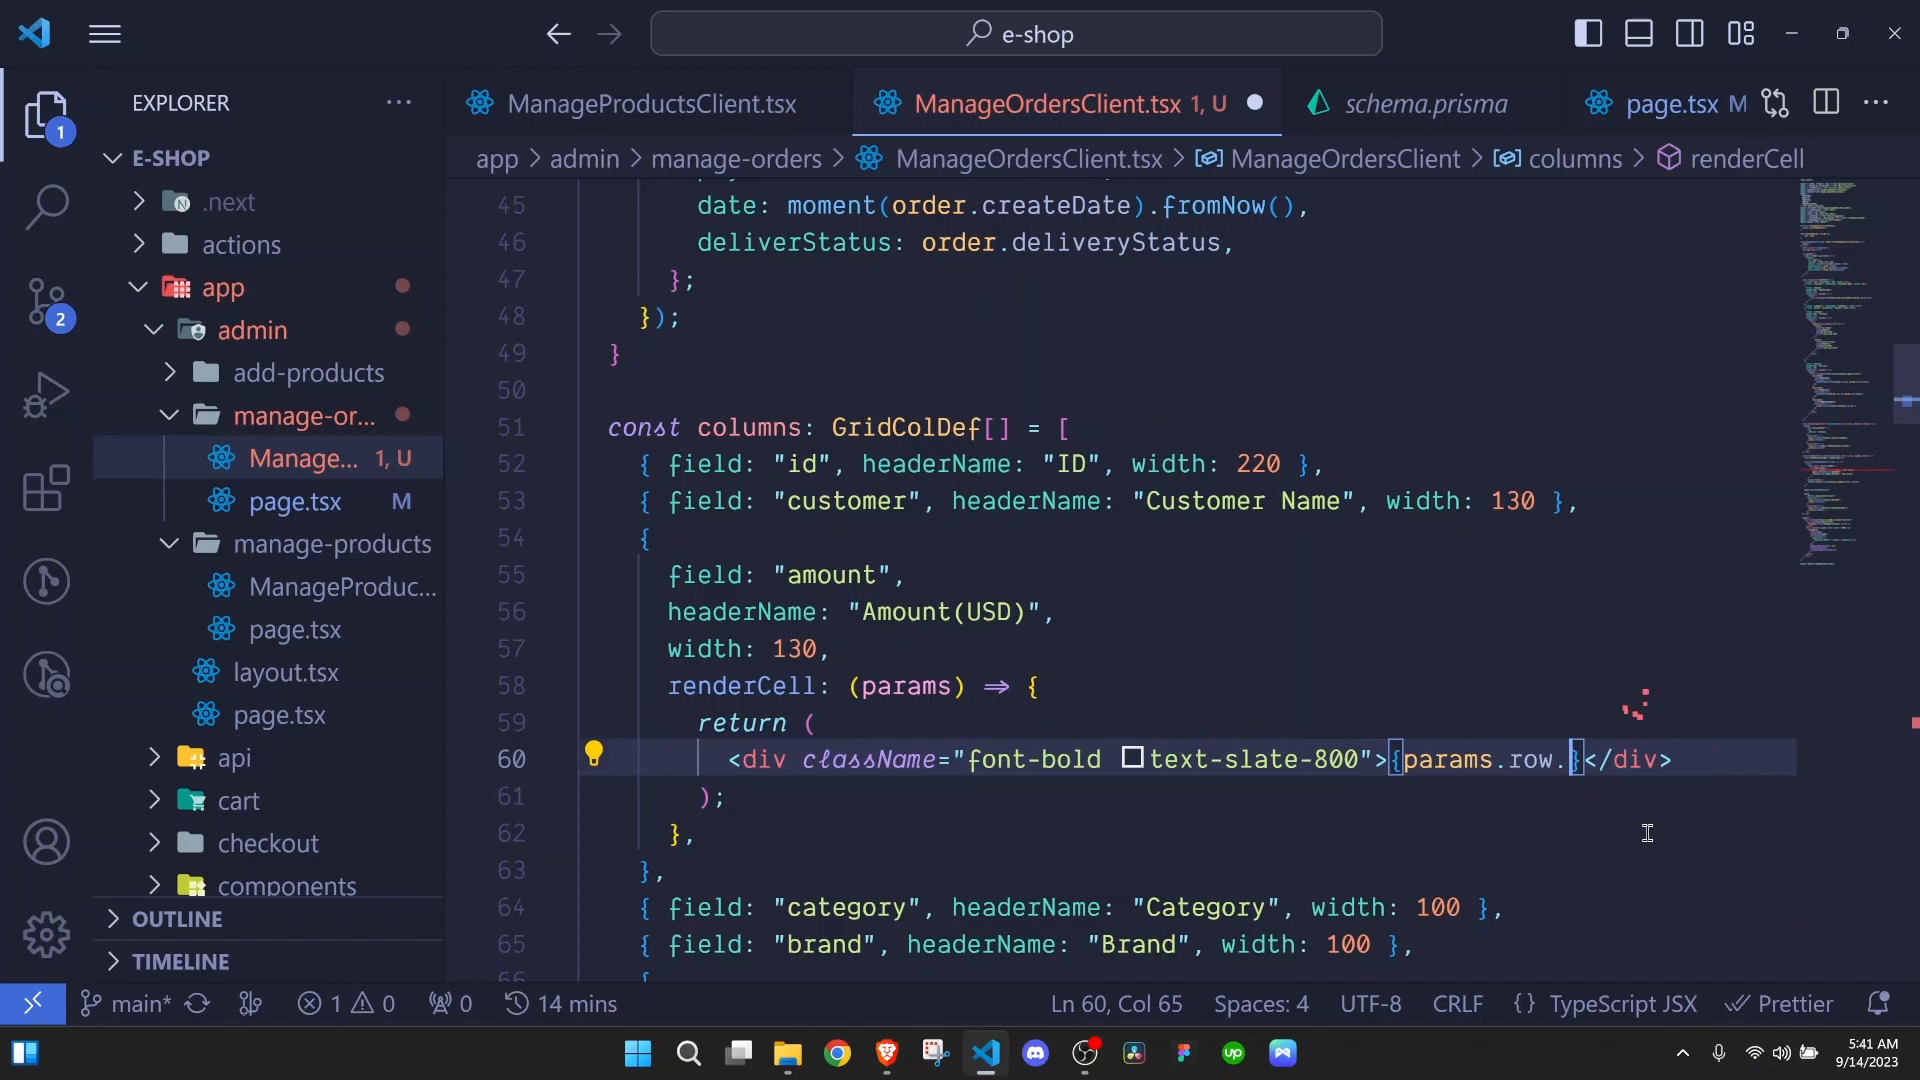 e-shop
EXPLORER
ManageProductsClient.tsx
ManageOrdersClient.tsx 1, U
schema.prisma
page.tsx M
1
E-SHOP
app > admin > manage-orders > ManageOrdersClient.tsx > ManageOrdersClient > columns > renderCell
.next
actions
app
admin
add-products
manage-or...
Manage... 1, U
page.tsx M
manage-products
ManageProduc...
page.tsx
layout.tsx
page.tsx
api
cart
checkout
components
OUTLINE
TIMELINE
2
45 date: moment(order.createDate).fromNow(),
46 deliverStatus: order.deliveryStatus,
47 };
48 });
49 }
50
51 const columns: GridColDef[] = [
52 { field: "id", headerName: "ID", width: 220 },
53 { field: "customer", headerName: "Customer Name", width: 130 },
54 {
55 field: "amount",
56 headerName: "Amount(USD)",
57 width: 130,
58 renderCell: (params) => {
59 return (
60 <div className="font-bold text-slate-800">{params.row.}</div>
61 );
62 },
63 },
64 { field: "category", headerName: "Category", width: 100 },
65 { field: "brand", headerName: "Brand", width: 100 },
main* 1 0 0 14 mins Ln 60, Col 65 Spaces: 4 UTF-8 CRLF {} TypeScript JSX Prettier
up
5:41 AM
9/14/2023